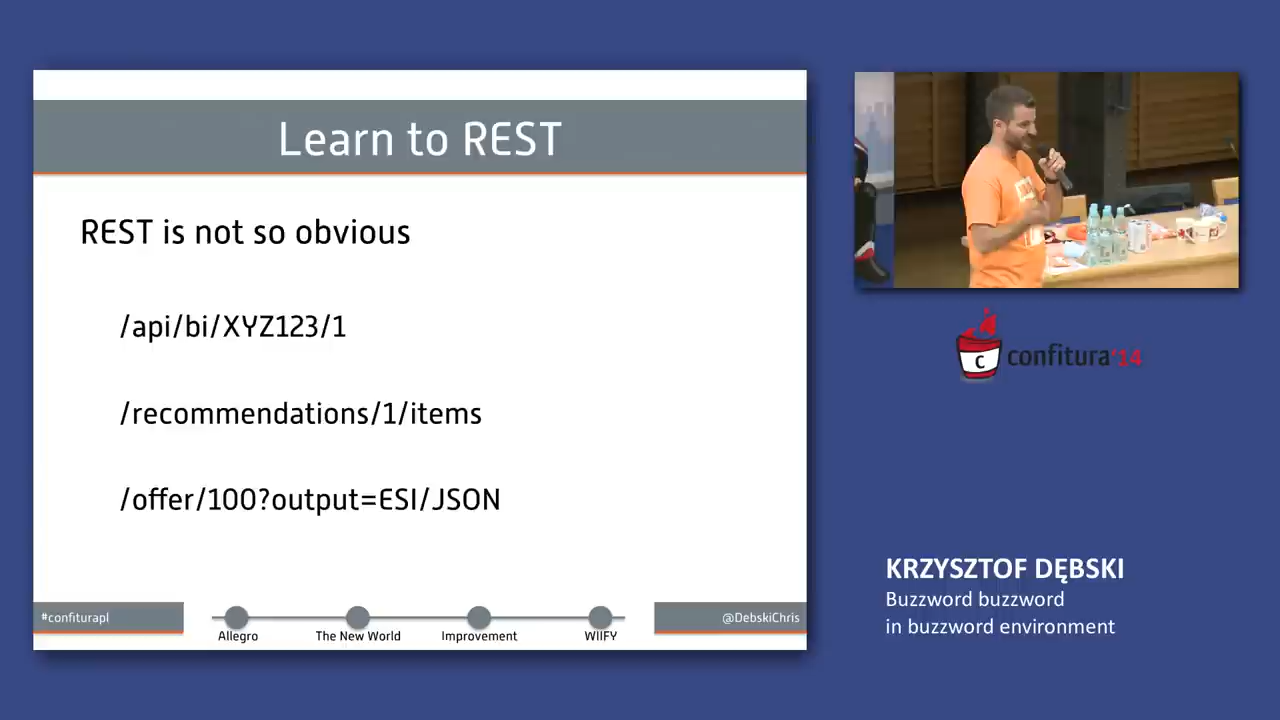 Learn to REST
REST is not so obvious
/api/bi/XYZ123/1
/recommendations/1/items
/offer/100?output=ESI/JSON
#confiturapl
Allegro
The New World
Improvement
WIIFY
@DebskiChris
C
confitura'14
KRZYSZTOF DĘBSKI
Buzzword buzzword
in buzzword environment